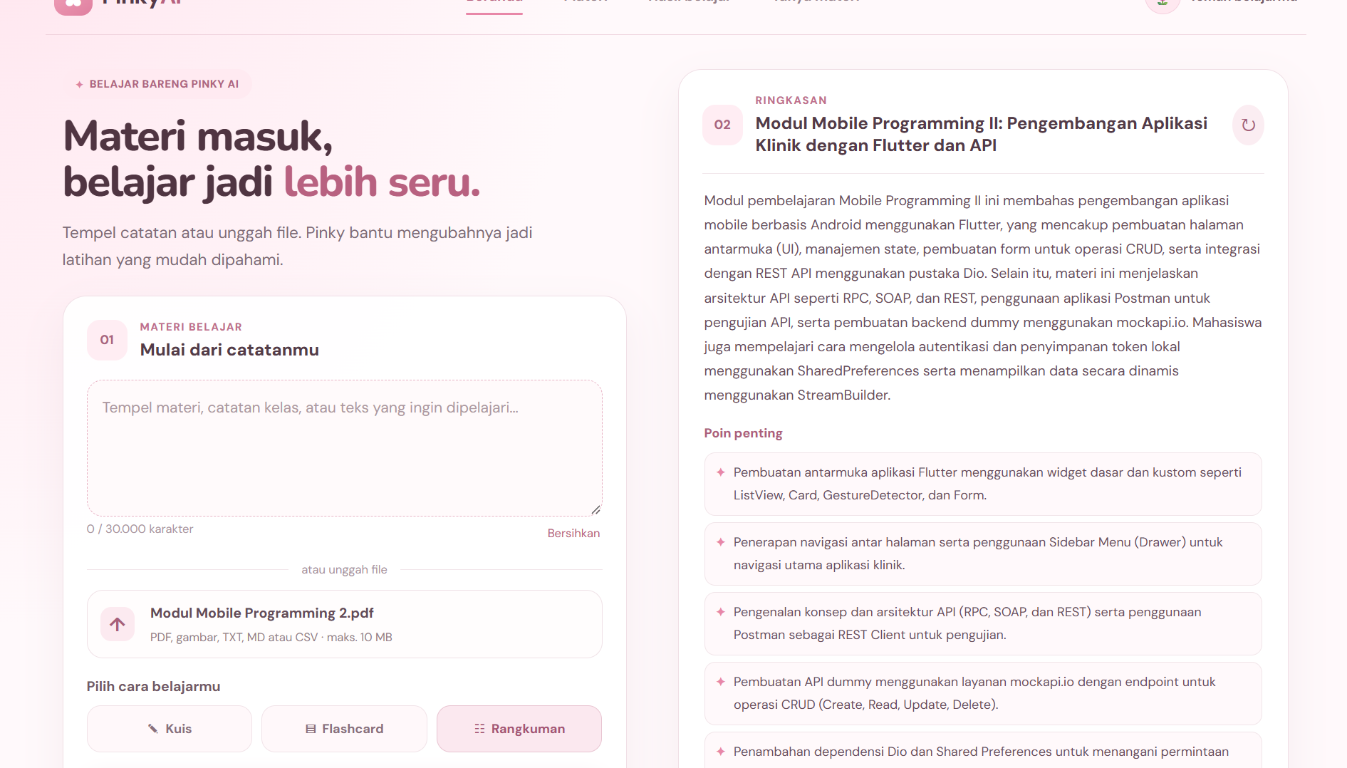 PinkyAI
✦ BELAJAR BARENG PINKY AI
Materi masuk,
belajar jadi lebih seru.
Tempel catatan atau unggah file. Pinky bantu mengubahnya jadi
latihan yang mudah dipahami.
01
MATERI BELAJAR
Mulai dari catatanmu
Tempel materi, catatan kelas, atau teks yang ingin dipelajari...
0 / 30.000 karakter
Bersihkan
atau unggah file
Modul Mobile Programming 2.pdf
PDF, gambar, TXT, MD atau CSV · maks. 10 MB
Pilih cara belajarmu
Kuis
Flashcard
Rangkuman
02
RINGKASAN
Modul Mobile Programming II: Pengembangan Aplikasi
Klinik dengan Flutter dan API
Modul pembelajaran Mobile Programming II ini membahas pengembangan aplikasi
mobile berbasis Android menggunakan Flutter, yang mencakup pembuatan halaman
antarmuka (UI), manajemen state, pembuatan form untuk operasi CRUD, serta integrasi
dengan REST API menggunakan pustaka Dio. Selain itu, materi ini menjelaskan
arsitektur API seperti RPC, SOAP, dan REST, penggunaan aplikasi Postman untuk
pengujian API, serta pembuatan backend dummy menggunakan mockapi.io. Mahasiswa
juga mempelajari cara mengelola autentikasi dan penyimpanan token lokal
menggunakan SharedPreferences serta menampilkan data secara dinamis
menggunakan StreamBuilder.
Poin penting
✦ Pembuatan antarmuka aplikasi Flutter menggunakan widget dasar dan kustom seperti
ListView, Card, GestureDetector, dan Form.
✦ Penerapan navigasi antar halaman serta penggunaan Sidebar Menu (Drawer) untuk
navigasi utama aplikasi klinik.
✦ Pengenalan konsep dan arsitektur API (RPC, SOAP, dan REST) serta penggunaan
Postman sebagai REST Client untuk pengujian.
✦ Pembuatan API dummy menggunakan layanan mockapi.io dengan endpoint untuk
operasi CRUD (Create, Read, Update, Delete).
✦ Penambahan dependensi Dio dan Shared Preferences untuk menangani permintaan